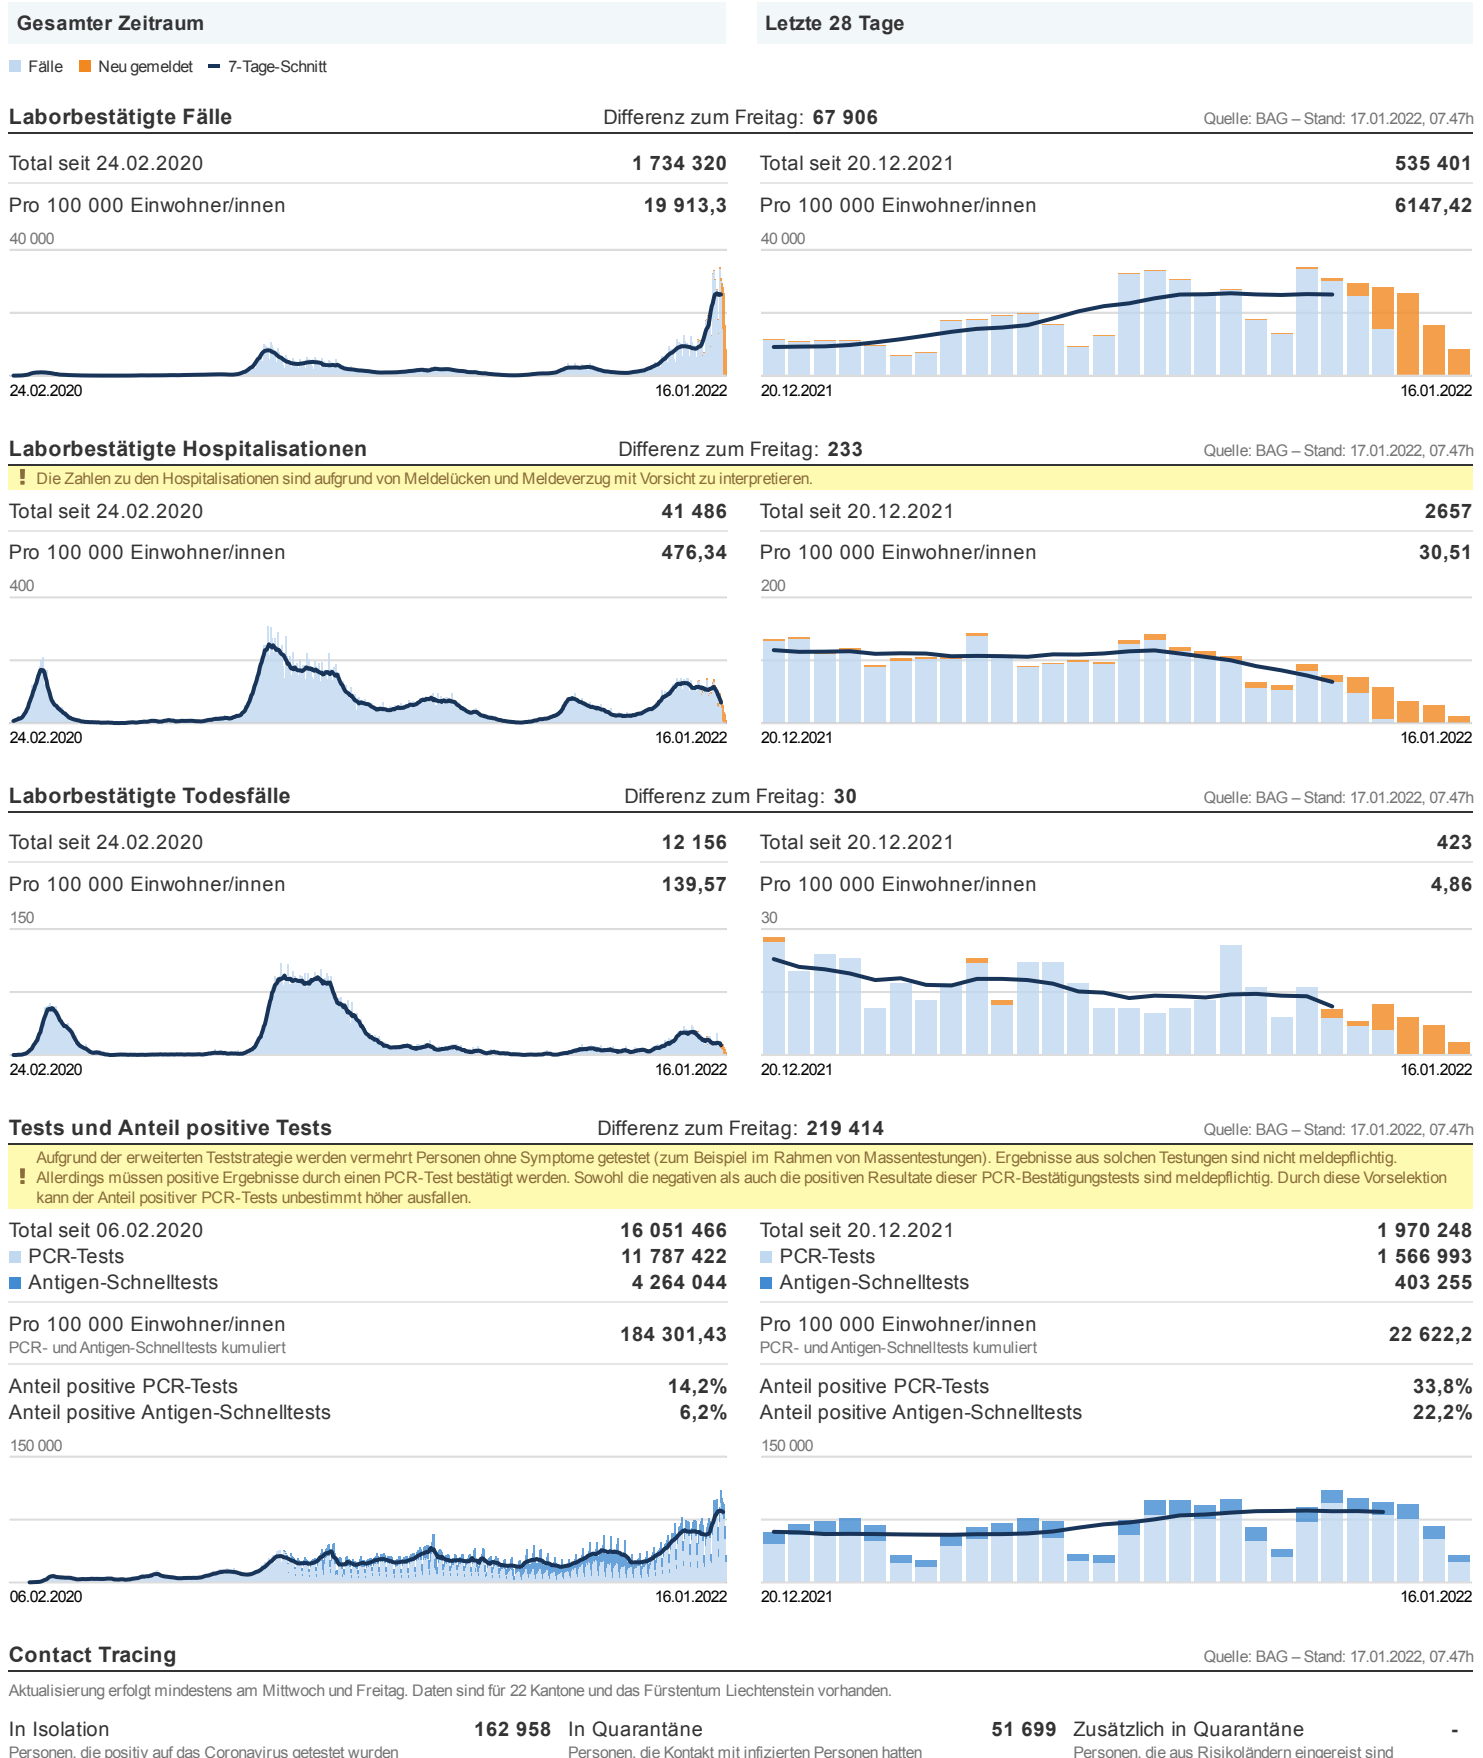 Gesamter Zeitraum
Letzte 28 Tage
Fälle Neu gemeldet 7-Tage-Schnitt
Laborbestätigte Fälle Differenz zum Freitag: 67 906 Quelle: BAG – Stand: 17.01.2022, 07.47h
Total seit 24.02.2020 1 734 320
Total seit 20.12.2021 535 401
Pro 100 000 Einwohner/innen 19 913,3
Pro 100 000 Einwohner/innen 6147,42
40 000
40 000
24.02.2020 16.01.2022
20.12.2021 16.01.2022
Laborbestätigte Hospitalisationen Differenz zum Freitag: 233 Quelle: BAG – Stand: 17.01.2022, 07.47h
! Die Zahlen zu den Hospitalisationen sind aufgrund von Meldelücken und Meldeverzug mit Vorsicht zu interpretieren.
Total seit 24.02.2020 41 486
Total seit 20.12.2021 2657
Pro 100 000 Einwohner/innen 476,34
Pro 100 000 Einwohner/innen 30,51
400
200
24.02.2020 16.01.2022
20.12.2021 16.01.2022
Laborbestätigte Todesfälle Differenz zum Freitag: 30 Quelle: BAG – Stand: 17.01.2022, 07.47h
Total seit 24.02.2020 12 156
Total seit 20.12.2021 423
Pro 100 000 Einwohner/innen 139,57
Pro 100 000 Einwohner/innen 4,86
150
30
24.02.2020 16.01.2022
20.12.2021 16.01.2022
Tests und Anteil positive Tests Differenz zum Freitag: 219 414 Quelle: BAG – Stand: 17.01.2022, 07.47h
Aufgrund der erweiterten Teststrategie werden vermehrt Personen ohne Symptome getestet (zum Beispiel im Rahmen von Massentestungen). Ergebnisse aus solchen Testungen sind nicht meldepflichtig.
! Allerdings müssen positive Ergebnisse durch einen PCR-Test bestätigt werden. Sowohl die negativen als auch die positiven Resultate dieser PCR-Bestätigungstests sind meldepflichtig. Durch diese Vorselektion
kann der Anteil positiver PCR-Tests unbestimmt höher ausfallen.
Total seit 06.02.2020 16 051 466
PCR-Tests 11 787 422
Antigen-Schnelltests 4 264 044
Total seit 20.12.2021 1 970 248
PCR-Tests 1 566 993
Antigen-Schnelltests 403 255
Pro 100 000 Einwohner/innen 184 301,43
PCR- und Antigen-Schnelltests kumuliert
Pro 100 000 Einwohner/innen 22 622,2
PCR- und Antigen-Schnelltests kumuliert
Anteil positive PCR-Tests 14,2%
Anteil positive Antigen-Schnelltests 6,2%
Anteil positive PCR-Tests 33,8%
Anteil positive Antigen-Schnelltests 22,2%
150 000
150 000
06.02.2020 16.01.2022
20.12.2021 16.01.2022
Contact Tracing Quelle: BAG – Stand: 17.01.2022, 07.47h
Aktualisierung erfolgt mindestens am Mittwoch und Freitag. Daten sind für 22 Kantone und das Fürstentum Liechtenstein vorhanden.
In Isolation 162 958
Personen, die positiv auf das Coronavirus getestet wurden
In Quarantäne 51 699
Personen, die Kontakt mit infizierten Personen hatten
Zusätzlich in Quarantäne -
Personen, die aus Risikoländern eingereist sind